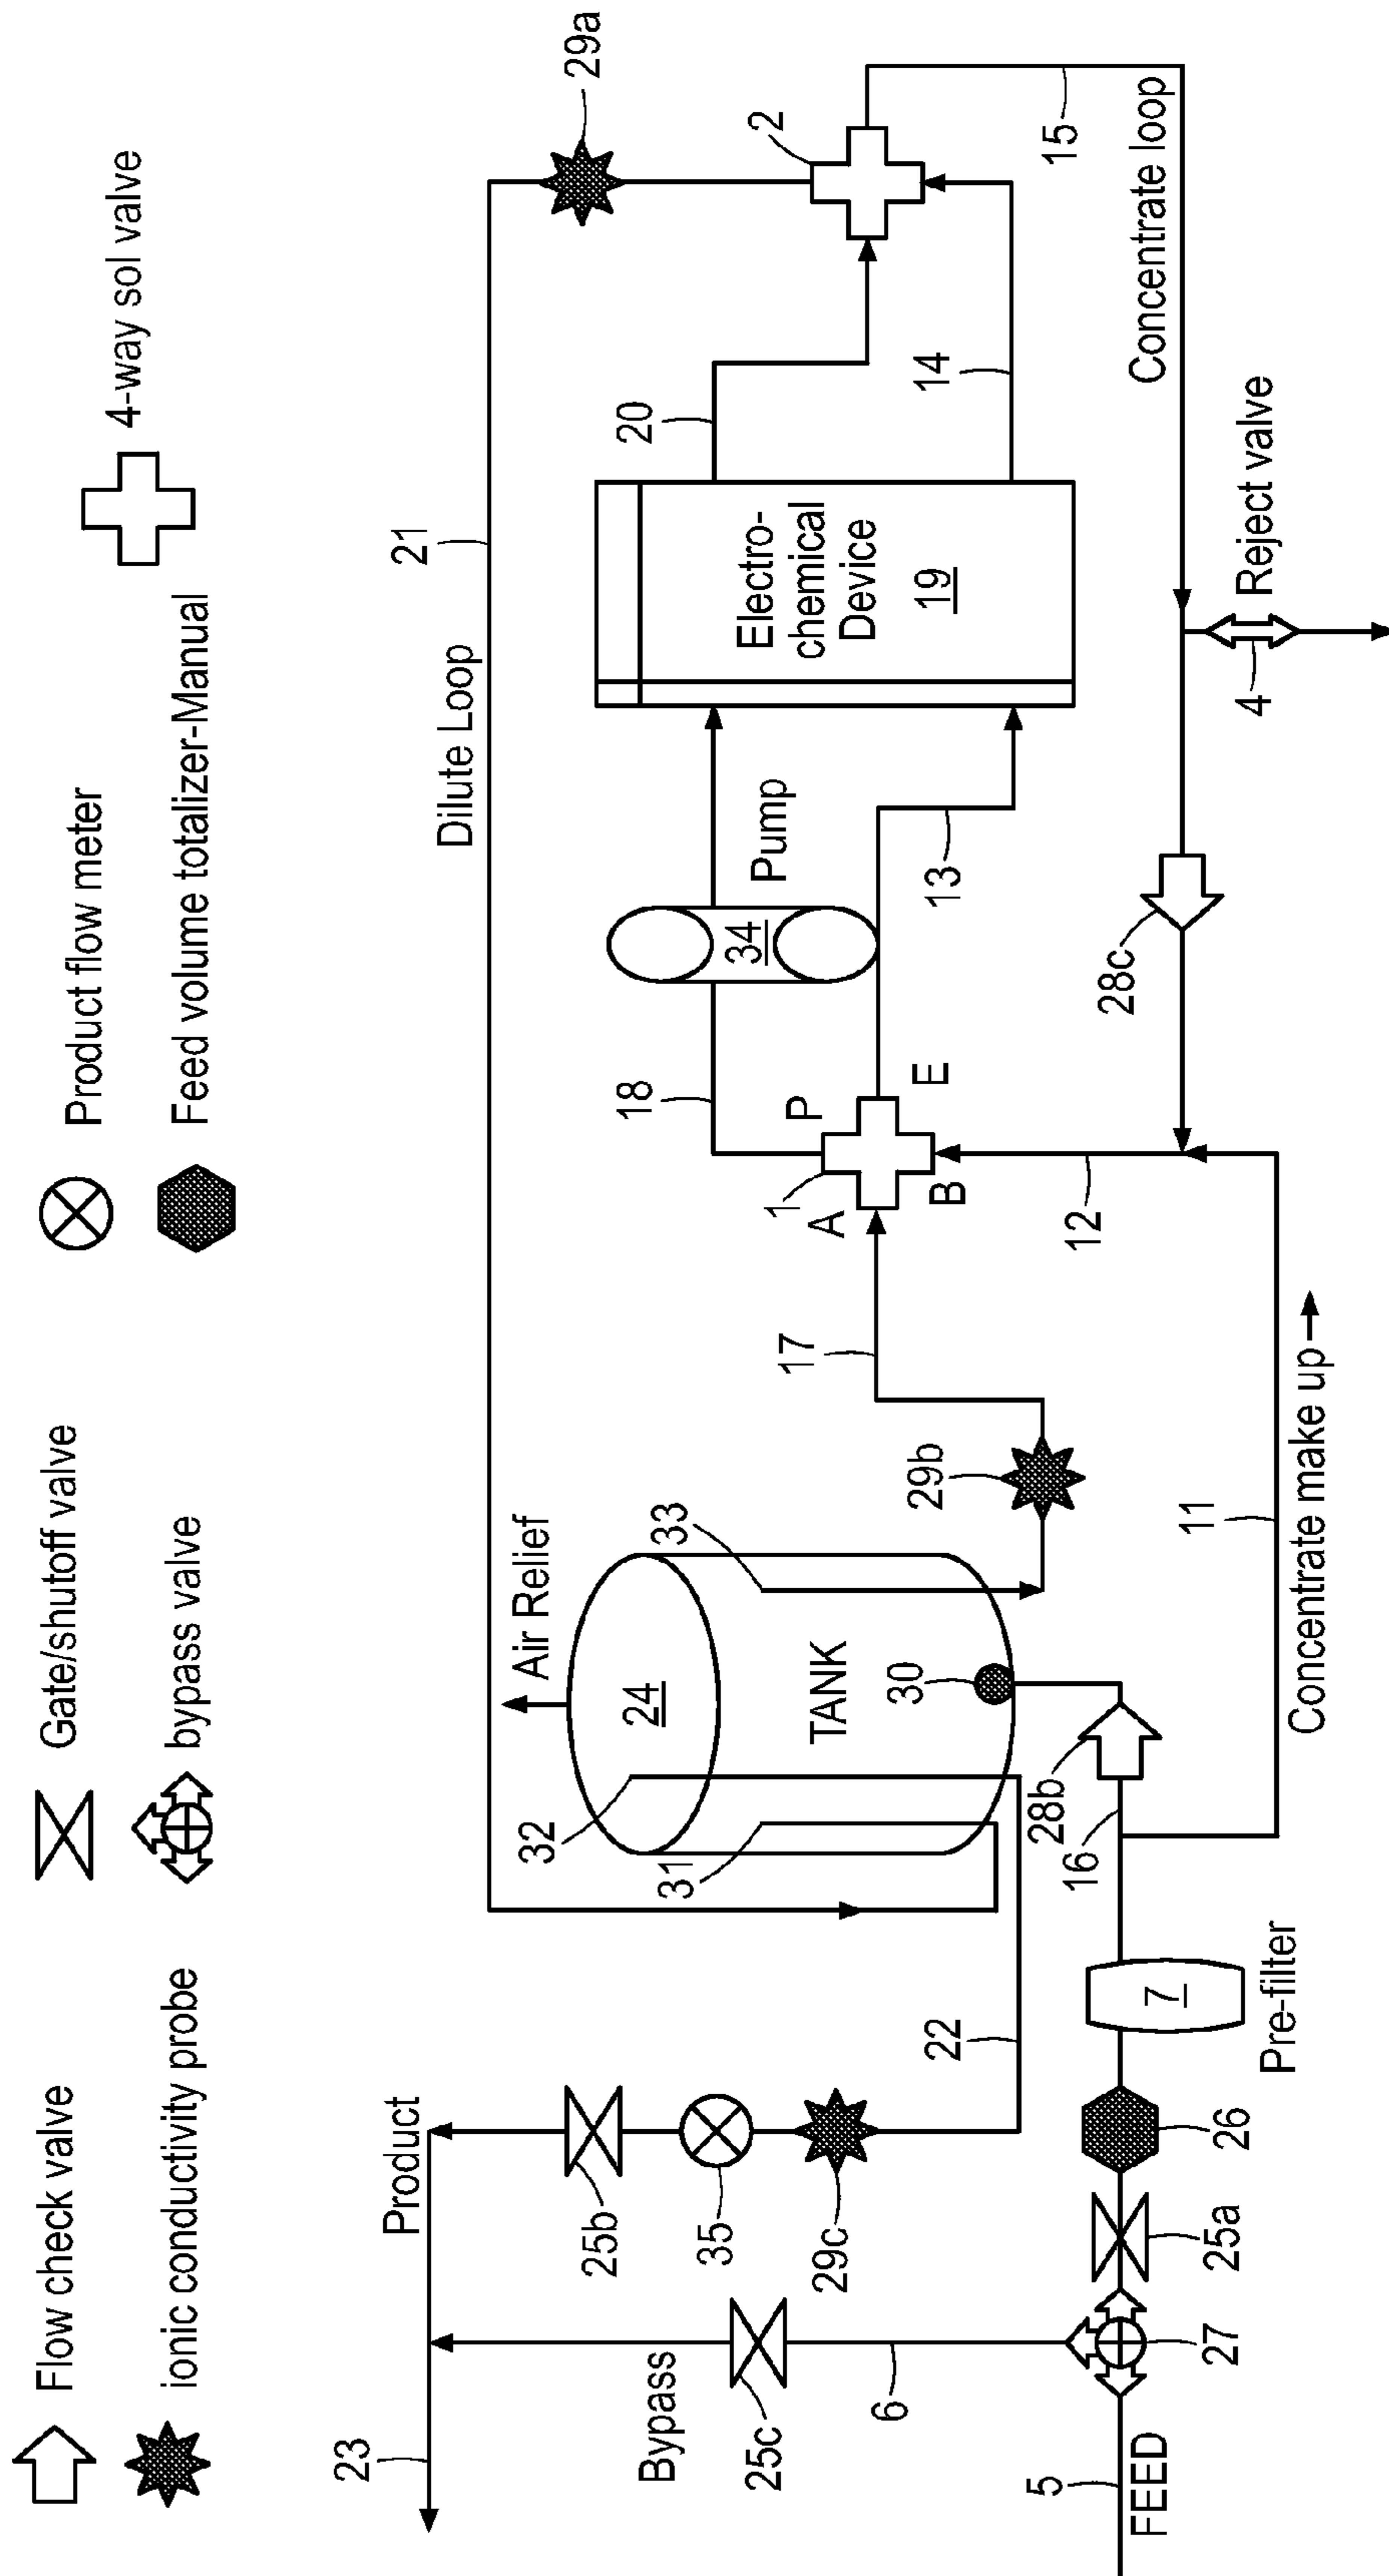 Flow check valve
Gate/shutoff valve
Product flow meter
4-way sol valve
ionic conductivity probe
bypass valve
Feed volume totalizer-Manual
23
Product
21
Dilute Loop
29a
Air Relief
32
31
24
33
18
20
2
25b
35
29c
Bypass
25c
6
22
TANK
30
29b
17
1
A
P
B
E
34
Pump
13
Electro-
chemical
Device
19
14
15
Concentrate loop
5
FEED
27
25a
26
7
Pre-filter
16
28b
11
Concentrate make up
12
28c
4
Reject valve